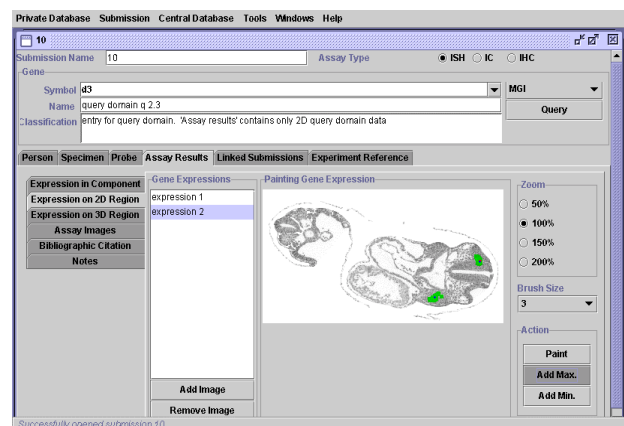 Private Database Submission Central Database Tools Windows Help
10
Submission Name 10 Assay Type ISH IC IHC
Gene
Symbol d3 MGI
Name query domain q 2.3 Query
Classification entry for query domain. 'Assay results' contains only 2D query domain data
Person Specimen Probe Assay Results Linked Submissions Experiment Reference
Expression in Component
Expression on 2D Region
Expression on 3D Region
Assay Images
Bibliographic Citation
Notes
Gene Expressions
expression 1
expression 2
Add Image
Remove Image
Painting Gene Expression
Zoom
50%
100%
150%
200%
Brush Size
3
Action
Paint
Add Max.
Add Min.
Successfully opened submission 10